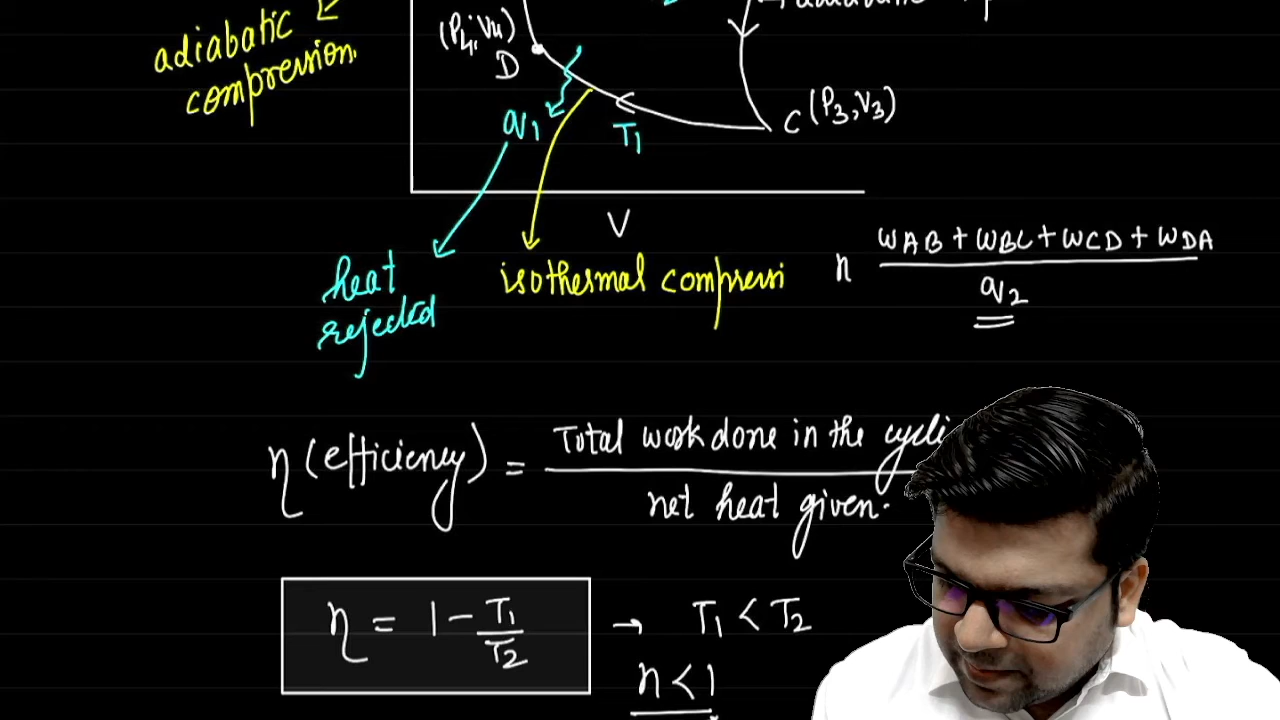 adiabatic
compression.
(P4, V4)
D
q1
T1
C (P3, V3)
V
heat
rejected
isothermal compressi
η
WAB + WBC + WCD + WDA
q2
η (efficiency) = Total work done in the cycli
net heat given.
η = 1 - T1/T2 → T1 < T2
η < 1